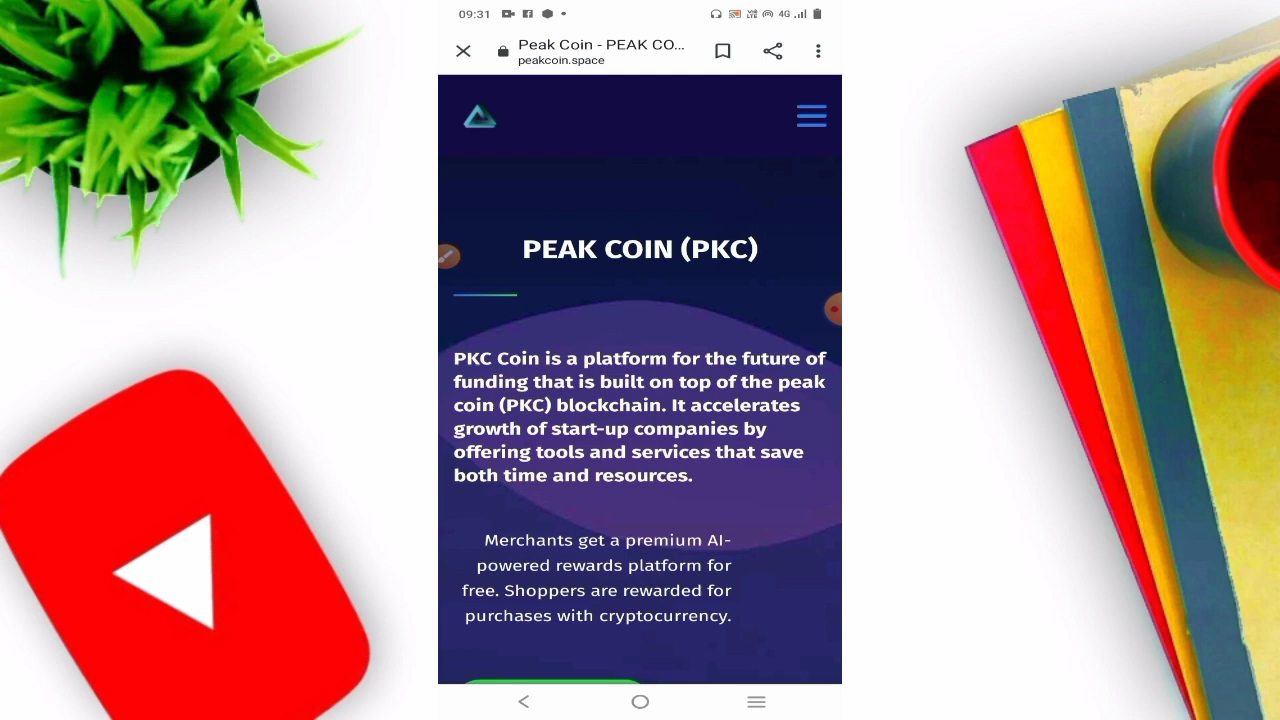 09:31
4G
Peak Coin - PEAK CO...
peakcoin.space
PEAK COIN (PKC)
PKC Coin is a platform for the future of
funding that is built on top of the peak
coin (PKC) blockchain. It accelerates
growth of start-up companies by
offering tools and services that save
both time and resources.
Merchants get a premium AI-
powered rewards platform for
free. Shoppers are rewarded for
purchases with cryptocurrency.